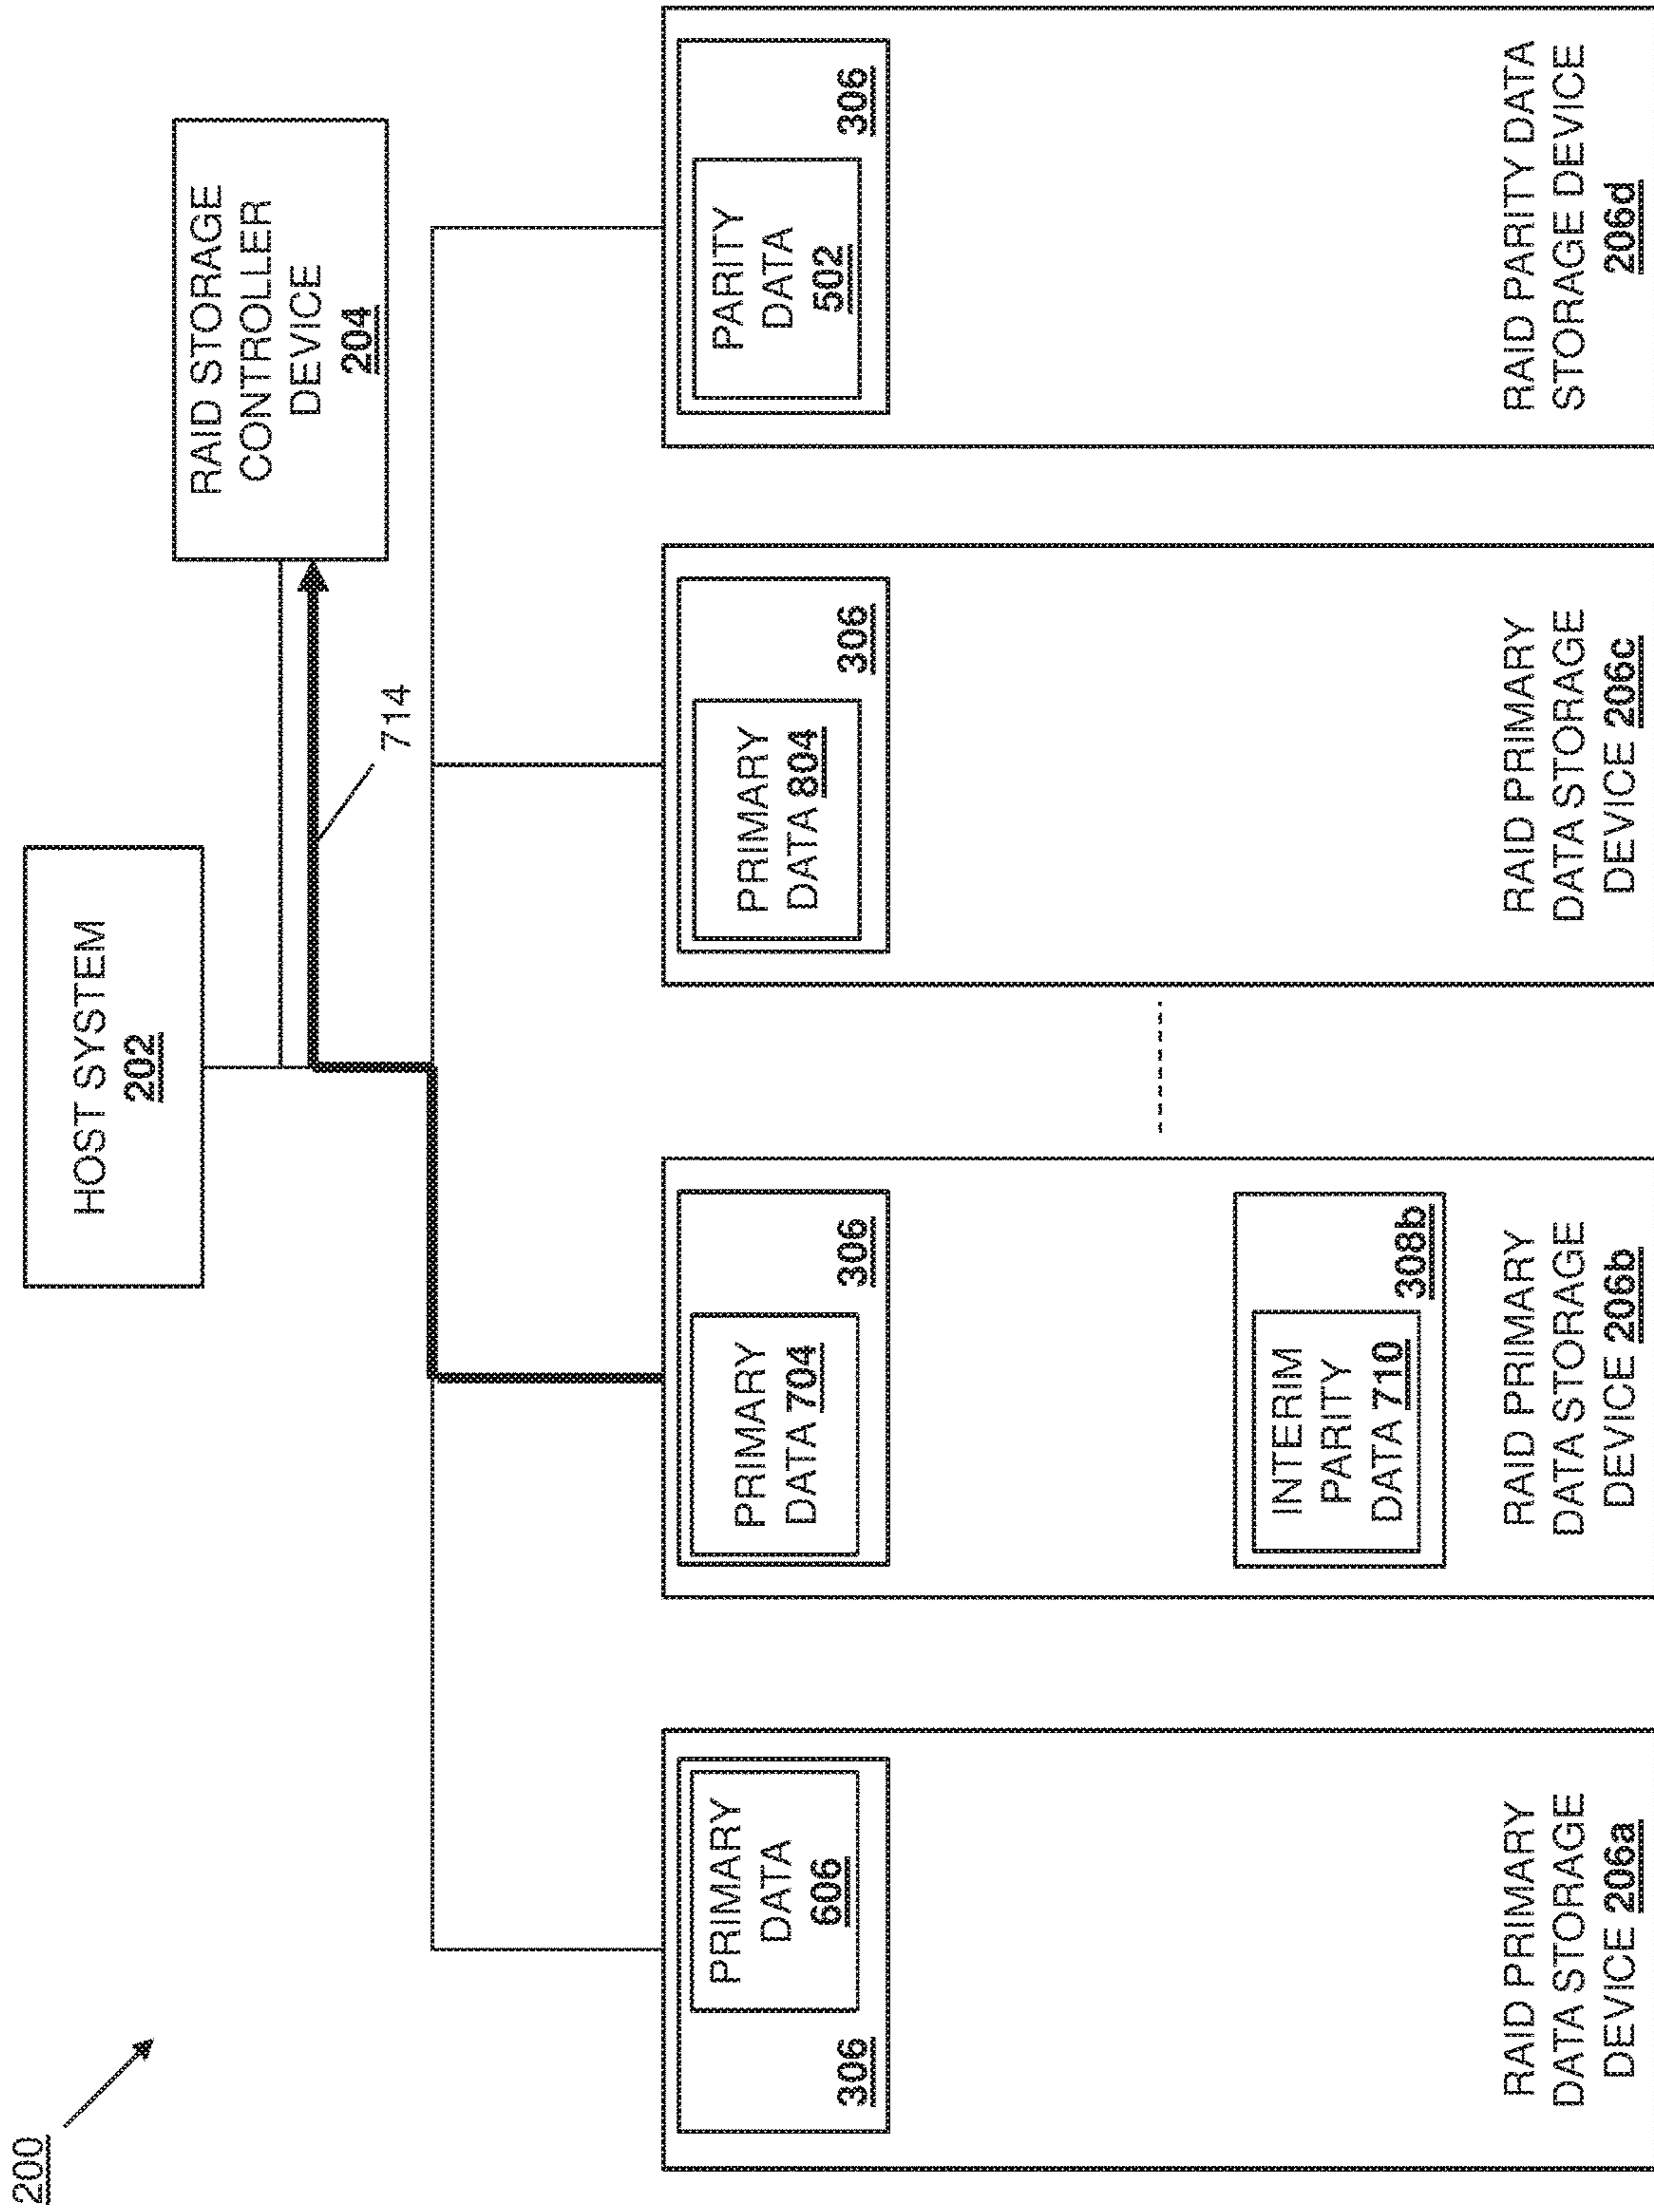 200
HOST SYSTEM
202
RAID STORAGE
CONTROLLER
DEVICE
204
714
PRIMARY
DATA
606
306
RAID PRIMARY
DATA STORAGE
DEVICE 206a
PRIMARY
DATA 704
306
INTERIM
PARITY
DATA 710
308b
RAID PRIMARY
DATA STORAGE
DEVICE 206b
PRIMARY
DATA 804
306
RAID PRIMARY
DATA STORAGE
DEVICE 206c
PARITY
DATA
502
306
RAID PARITY DATA
STORAGE DEVICE
206d